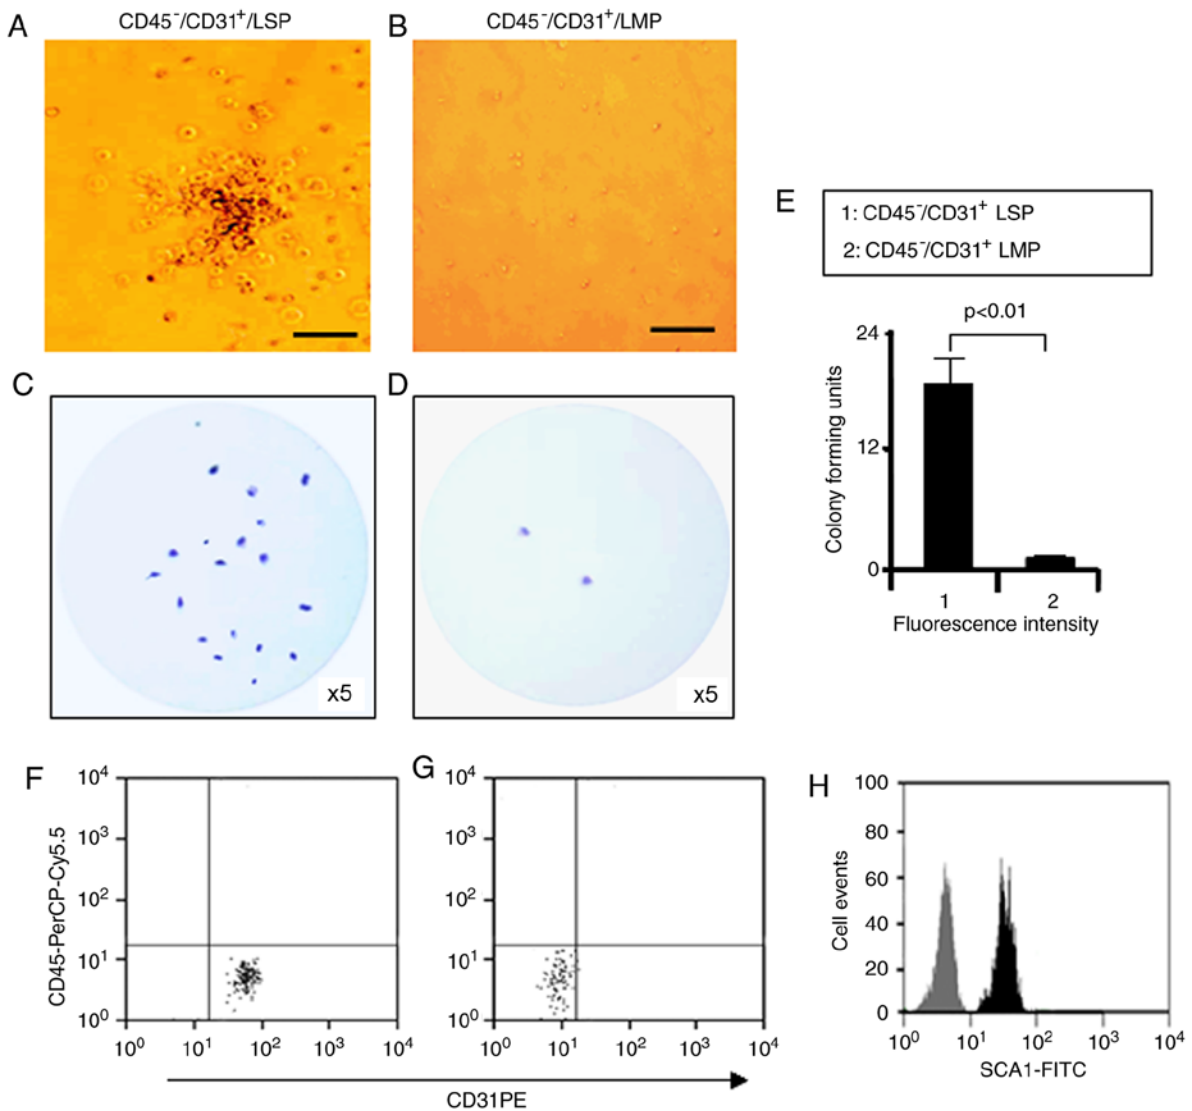 A
CD45⁻/CD31⁺/LSP
B
CD45⁻/CD31⁺/LMP
C
x5
D
x5
E
1: CD45⁻/CD31⁺ LSP
2: CD45⁻/CD31⁺ LMP
p<0.01
Colony forming units
24
12
0
1 2
Fluorescence intensity
F
CD45-PerCP-Cy5.5
10⁴
10³
10²
10¹
10⁰
10⁰ 10¹ 10² 10³ 10⁴
G
10⁴
10³
10²
10¹
10⁰
10⁰ 10¹ 10² 10³ 10⁴
CD31PE
H
Cell events
100
80
60
40
20
0
10⁰ 10¹ 10² 10³ 10⁴
SCA1-FITC